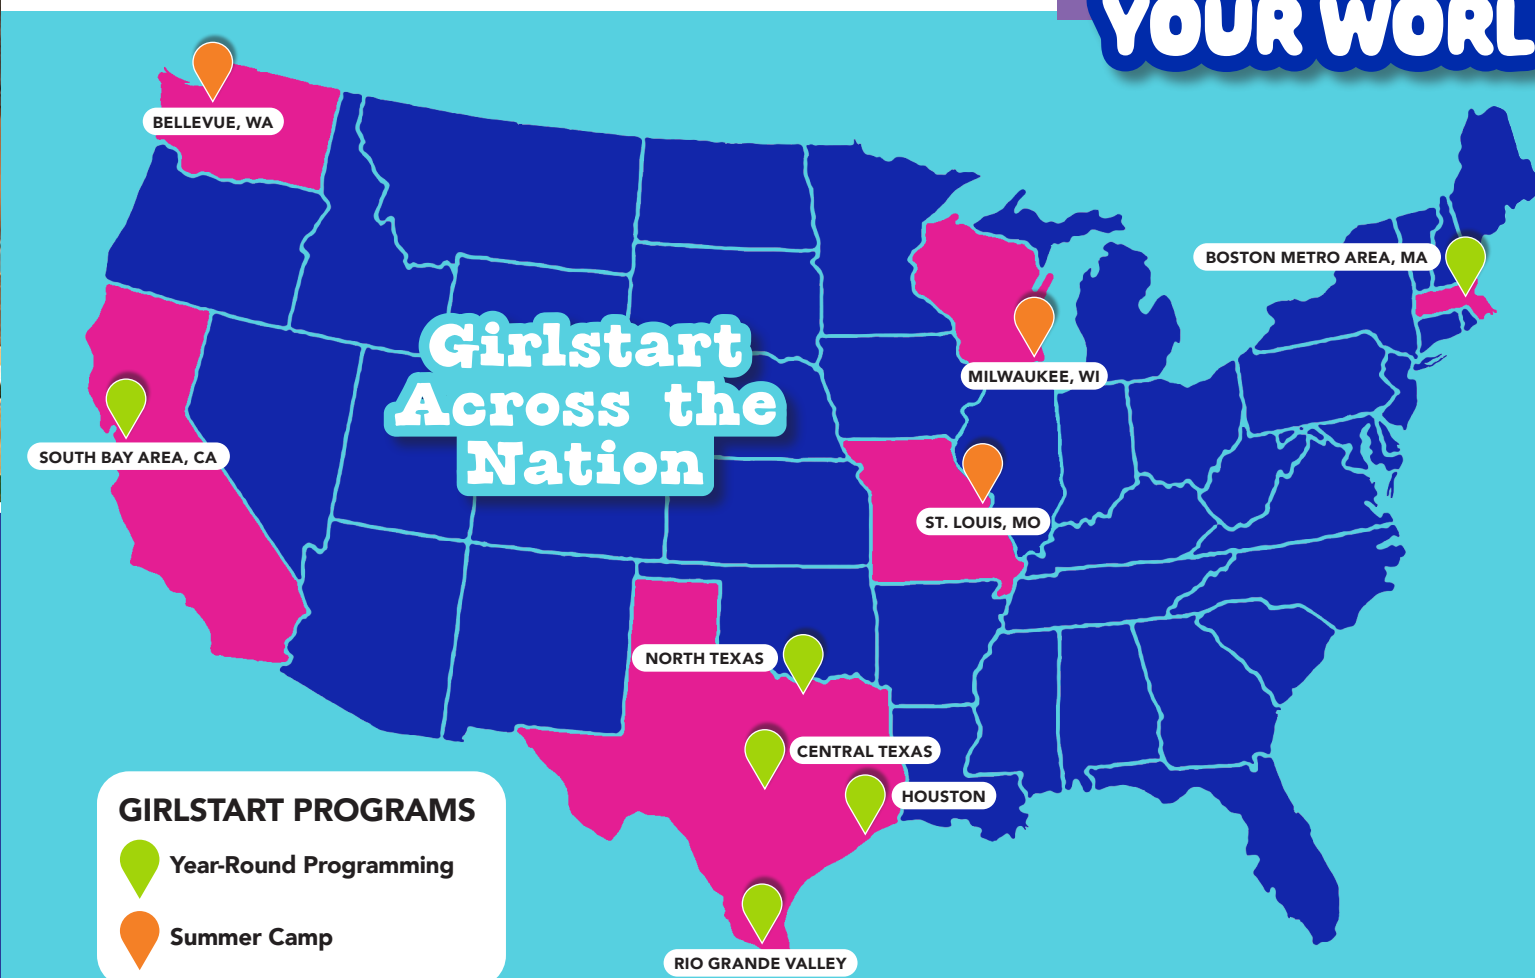 YOUR WORL
BELLEVUE, WA
BOSTON METRO AREA, MA
Girlstart
Across the
Nation
MILWAUKEE, WI
SOUTH BAY AREA, CA
ST. LOUIS, MO
NORTH TEXAS
CENTRAL TEXAS
HOUSTON
RIO GRANDE VALLEY
GIRLSTART PROGRAMS
Year-Round Programming
Summer Camp